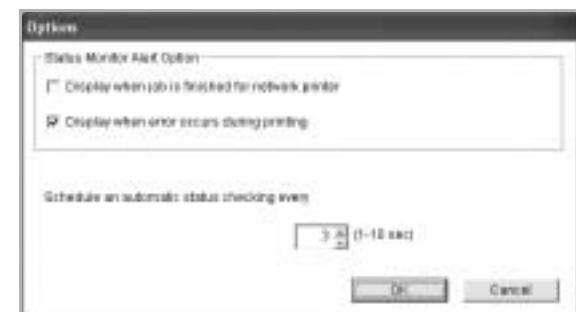 Options
Status Monitor Alert Option
Display when job is finished for network printer
Display when error occurs during printing
Schedule an automatic status checking every
3 (1-10 sec)
OK Cancel